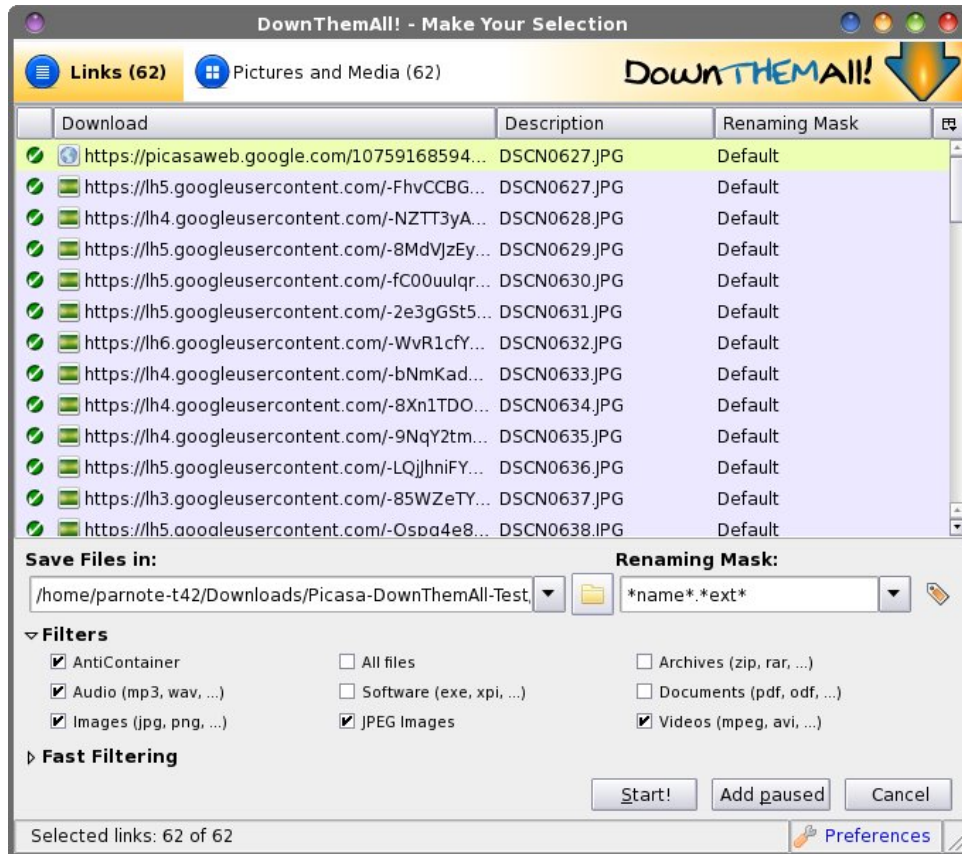 DownThemAll! - Make Your Selection
Links (62) Pictures and Media (62) DownTHEMAll!
Download Description Renaming Mask
https://picasaweb.google.com/10759168594... DSCN0627.JPG Default
https://lh5.googleusercontent.com/-FhvCCBG... DSCN0627.JPG Default
https://lh4.googleusercontent.com/-NZTT3yA... DSCN0628.JPG Default
https://lh5.googleusercontent.com/-8MdVJzEy... DSCN0629.JPG Default
https://lh5.googleusercontent.com/-fC00uuIqr... DSCN0630.JPG Default
https://lh5.googleusercontent.com/-2e3gGSt5... DSCN0631.JPG Default
https://lh6.googleusercontent.com/-WvR1cfY... DSCN0632.JPG Default
https://lh4.googleusercontent.com/-bNmKad... DSCN0633.JPG Default
https://lh4.googleusercontent.com/-8Xn1TDO... DSCN0634.JPG Default
https://lh4.googleusercontent.com/-9NqY2tm... DSCN0635.JPG Default
https://lh5.googleusercontent.com/-LQjJhniFY... DSCN0636.JPG Default
https://lh3.googleusercontent.com/-85WZeTY... DSCN0637.JPG Default
https://lh5.googleusercontent.com/-Ospg4e8... DSCN0638.JPG Default
Save Files in: Renaming Mask:
/home/parnote-t42/Downloads/Picasa-DownThemAll-Test, *name*.*ext*
Filters
AntiContainer All files Archives (zip, rar, ...)
Audio (mp3, wav, ...) Software (exe, xpi, ...) Documents (pdf, odf, ...)
Images (jpg, png, ...) JPEG Images Videos (mpeg, avi, ...)
Fast Filtering
Start! Add paused Cancel
Selected links: 62 of 62 Preferences